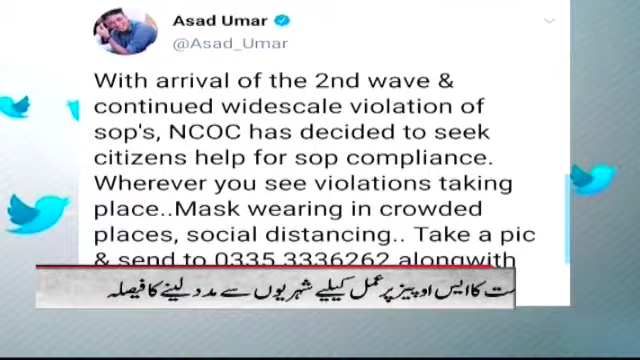 Asad Umar
@Asad_Umar
With arrival of the 2nd wave &
continued widescale violation of
sop's, NCOC has decided to seek
citizens help for sop compliance.
Wherever you see violations taking
place..Mask wearing in crowded
places, social distancing.. Take a pic
& send to 0335 3336262 alongwith
کا ایس او پیز پر عمل کیلیے شہریوں سے مدد لینے کا فیصلہ